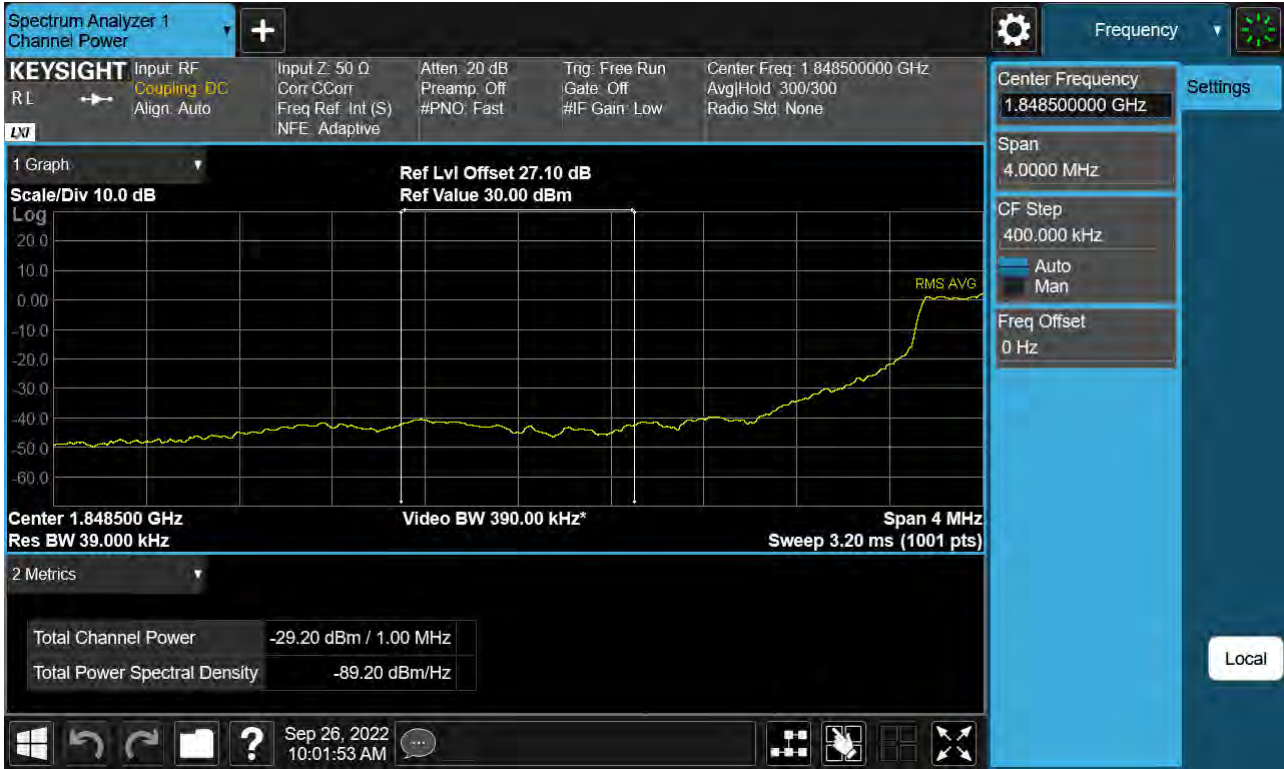 Spectrum Analyzer 1
Channel Power
+
Frequency
KEYSIGHT
RL
LXI
Input: RF
Coupling: DC
Align: Auto
Input Z: 50 Ω
Corr CCorr
Freq Ref: Int (S)
NFE: Adaptive
Atten: 20 dB
Preamp: Off
#PNO: Fast
Trig: Free Run
Gate: Off
#IF Gain: Low
Center Freq: 1.848500000 GHz
Avg|Hold: 300/300
Radio Std: None
1 Graph
Scale/Div 10.0 dB
Ref Lvl Offset 27.10 dB
Ref Value 30.00 dBm
Log
20.0
10.0
0.00
-10.0
-20.0
-30.0
-40.0
-50.0
-60.0
RMS AVG
Center 1.848500 GHz
Video BW 390.00 kHz*
Span 4 MHz
Res BW 39.000 kHz
Sweep 3.20 ms (1001 pts)
2 Metrics
Total Channel Power -29.20 dBm / 1.00 MHz
Total Power Spectral Density -89.20 dBm/Hz
Center Frequency
1.848500000 GHz
Span
4.0000 MHz
CF Step
400.000 kHz
Auto
Man
Freq Offset
0 Hz
Settings
Local
?
Sep 26, 2022
10:01:53 AM